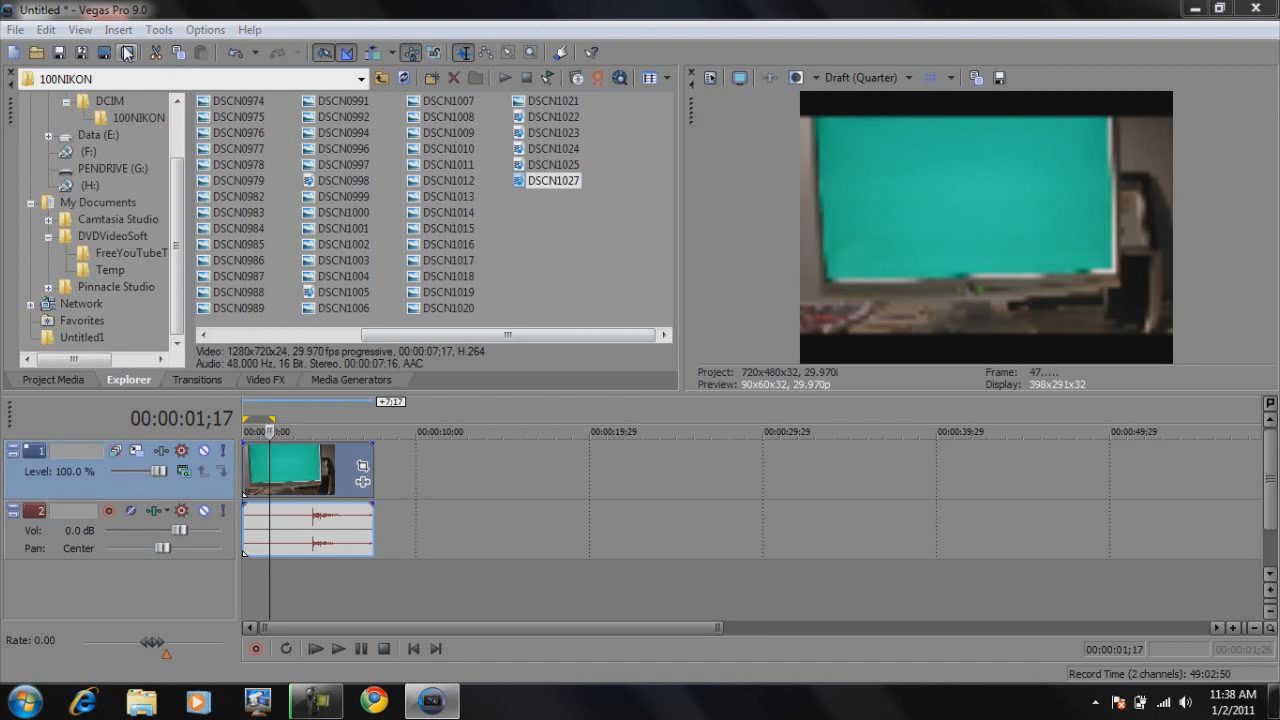 Untitled * - Vegas Pro 9.0
File Edit View Insert Tools Options Help
100NIKON
DCIM
100NIKON
Data (E:)
(F:)
PENDRIVE (G:)
(H:)
My Documents
Camtasia Studio
DVDVideoSoft
FreeYouTubeT
Temp
Pinnacle Studio
Network
Favorites
Untitled1
DSCN0974 DSCN0991 DSCN1007 DSCN1021
DSCN0975 DSCN0992 DSCN1008 DSCN1022
DSCN0976 DSCN0994 DSCN1009 DSCN1023
DSCN0977 DSCN0996 DSCN1010 DSCN1024
DSCN0978 DSCN0997 DSCN1011 DSCN1025
DSCN0979 DSCN0998 DSCN1012 DSCN1027
DSCN0982 DSCN0999 DSCN1013
DSCN0983 DSCN1000 DSCN1014
DSCN0984 DSCN1001 DSCN1015
DSCN0985 DSCN1002 DSCN1016
DSCN0986 DSCN1003 DSCN1017
DSCN0987 DSCN1004 DSCN1018
DSCN0988 DSCN1005 DSCN1019
DSCN0989 DSCN1006 DSCN1020
Video: 1280x720x24, 29.970 fps progressive, 00:00:07;17, H.264
Audio: 48,000 Hz, 16 Bit, Stereo, 00:00:07;16, AAC
Project Media Explorer Transitions Video FX Media Generators
Draft (Quarter)
Project: 720x480x32, 29.970i Frame: 47.....
Preview: 90x60x32, 29.970p Display: 398x291x32
00:00:01;17
+7;17
00:00:10;00 00:00:19;29 00:00:29;29 00:00:39;29 00:00:49;29
1
Level: 100.0 %
2
Vol: 0.0 dB
Pan: Center
Rate: 0.00
00:00:01;17 00:00:01;26
Record Time (2 channels): 49:02:50
11:38 AM
1/2/2011